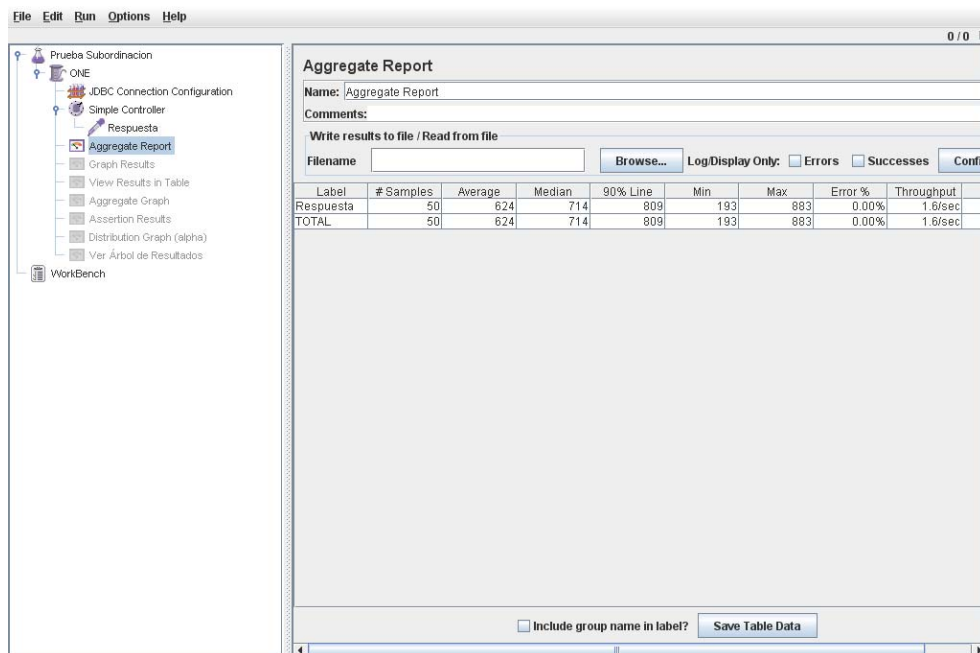 File Edit Run Options Help
0 / 0
Prueba Subordinacion
ONE
JDBC Connection Configuration
Simple Controller
Respuesta
Aggregate Report
Graph Results
View Results in Table
Aggregate Graph
Assertion Results
Distribution Graph (alpha)
Ver Árbol de Resultados
WorkBench
Aggregate Report
Name: Aggregate Report
Comments:
Write results to file / Read from file
Filename Browse... Log/Display Only: Errors Successes Confi
Label # Samples Average Median 90% Line Min Max Error % Throughput
Respuesta 50 624 714 809 193 883 0.00% 1.6/sec
TOTAL 50 624 714 809 193 883 0.00% 1.6/sec
Include group name in label? Save Table Data